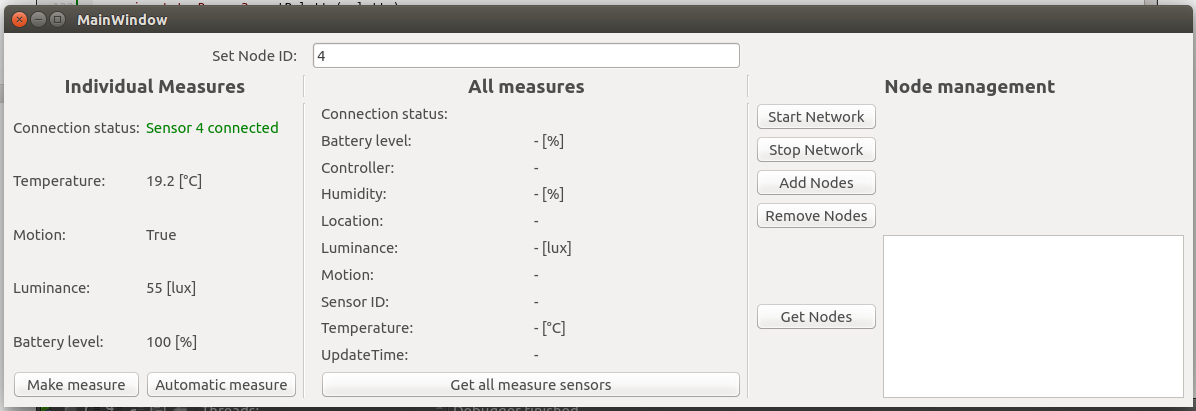 MainWindow
Set Node ID: 4
Individual Measures
Connection status: Sensor 4 connected
Temperature: 19.2 [°C]
Motion: True
Luminance: 55 [lux]
Battery level: 100 [%]
Make measure Automatic measure
All measures
Connection status:
Battery level: - [%]
Controller: -
Humidity: - [%]
Location: -
Luminance: - [lux]
Motion: -
Sensor ID: -
Temperature: - [°C]
UpdateTime: -
Get all measure sensors
Node management
Start Network
Stop Network
Add Nodes
Remove Nodes
Get Nodes
Threads:
Debugger finished